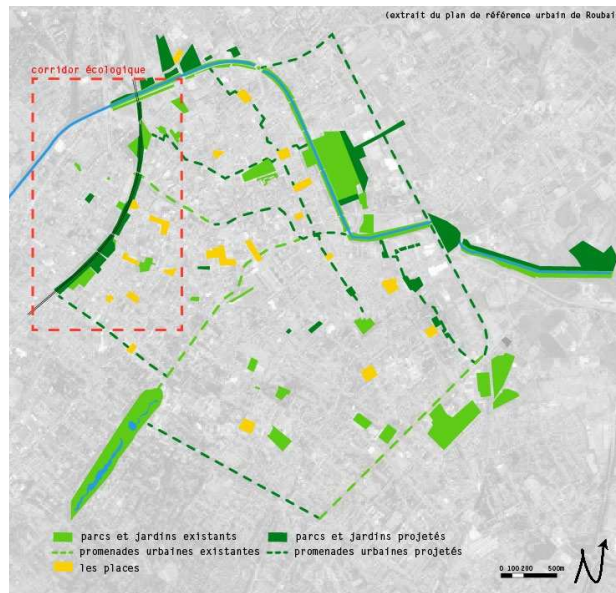 (extrait du plan de référence urbain de Roubai
corridor écologique
parcs et jardins existants
parcs et jardins projetés
promenades urbaines existantes
promenades urbaines projetés
les places
0 100 200 500m
N